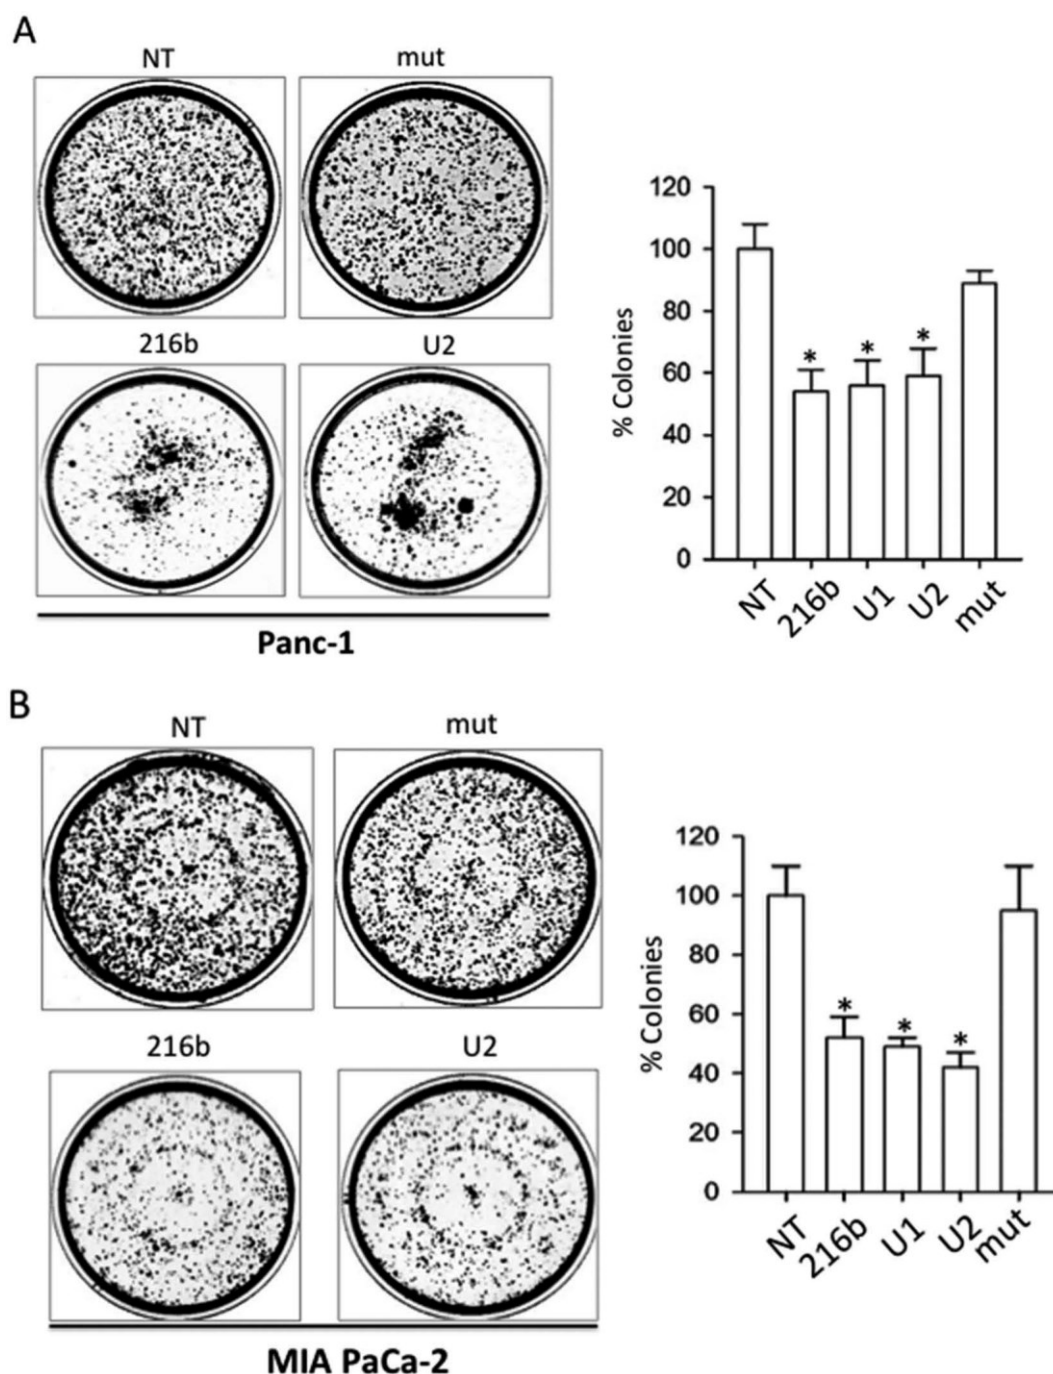 A
NT mut
216b U2
Panc-1
% Colonies
120
100
80
60
40
20
0
* * *
NT 216b U1 U2 mut
B
NT mut
216b U2
MIA PaCa-2
% Colonies
120
100
80
60
40
20
0
* * *
NT 216b U1 U2 mut